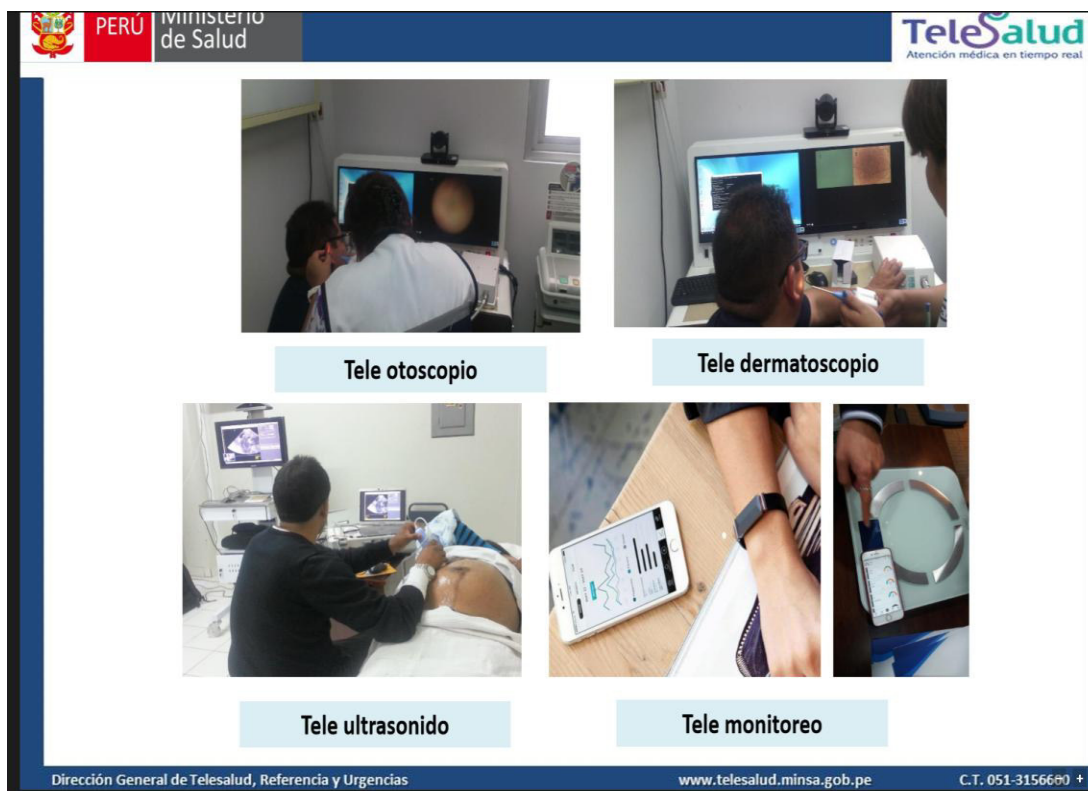 PERÚ
Ministerio
de Salud
TeleSalud
Atención médica en tiempo real
Tele otoscopio
Tele dermatoscopio
Tele ultrasonido
Tele monitoreo
Dirección General de Telesalud, Referencia y Urgencias
www.telesalud.minsa.gob.pe
C.T. 051-3156600